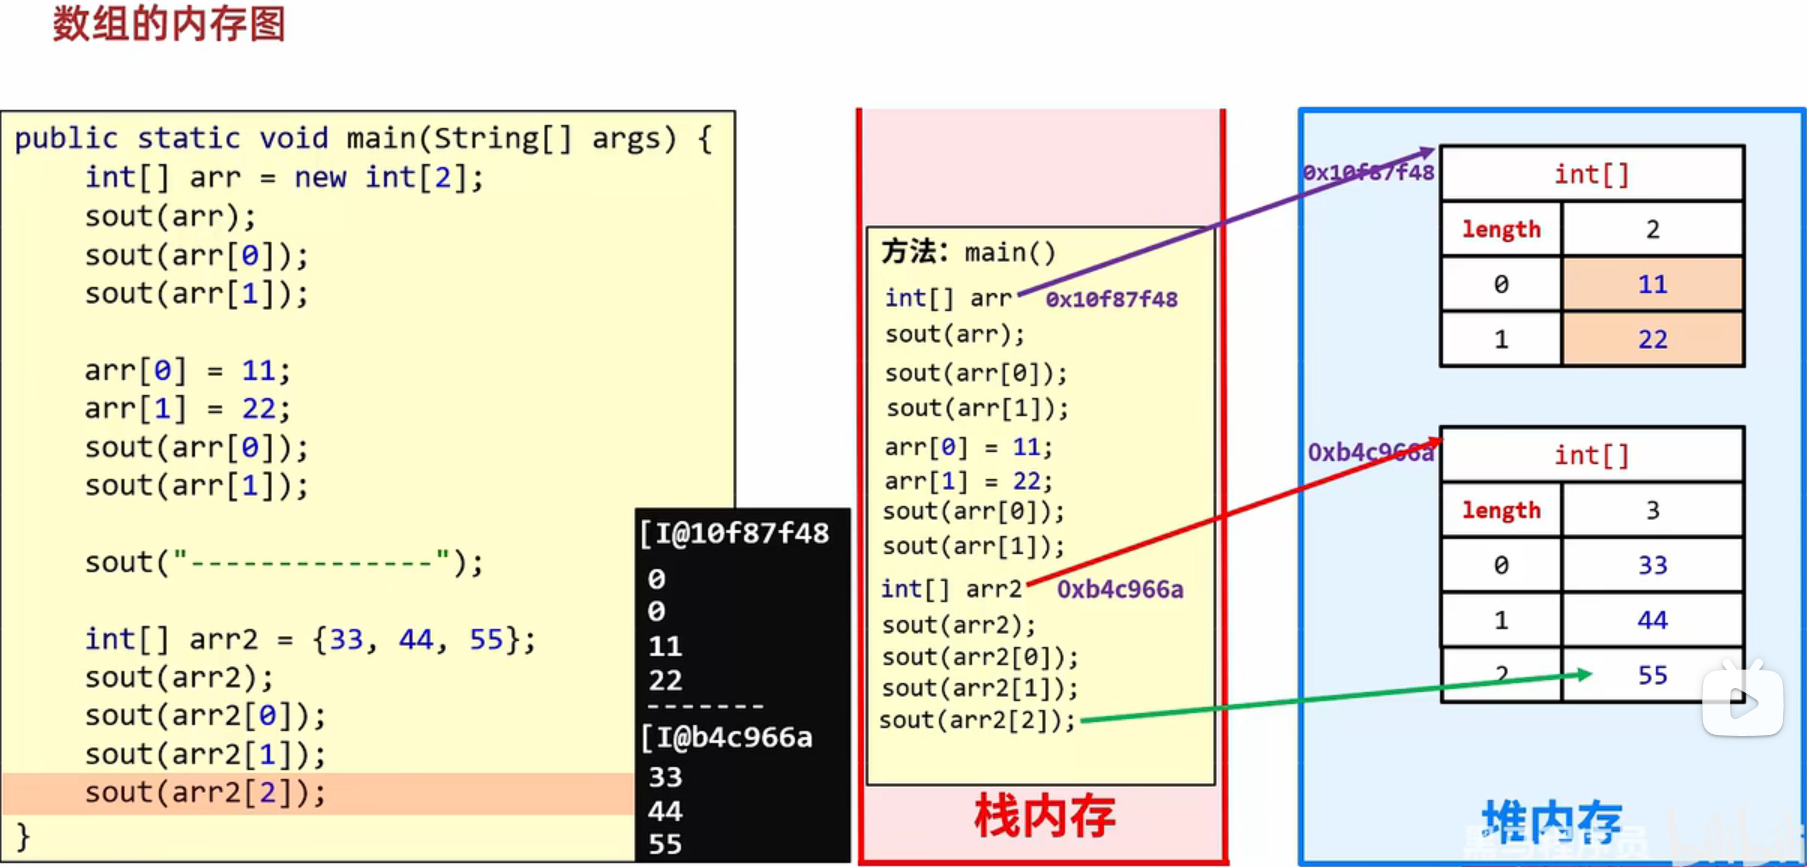 数组的内存图
public static void main(String[] args) {
int[] arr = new int[2];
sout(arr);
sout(arr[0]);
sout(arr[1]);
arr[0] = 11;
arr[1] = 22;
sout(arr[0]);
sout(arr[1]);
sout("--------------");
int[] arr2 = {33, 44, 55};
sout(arr2);
sout(arr2[0]);
sout(arr2[1]);
sout(arr2[2]);
}
[I@10f87f48
0
0
11
22
-------
[I@b4c966a
33
44
55
方法: main()
int[] arr 0x10f87f48
sout(arr);
sout(arr[0]);
sout(arr[1]);
arr[0] = 11;
arr[1] = 22;
sout(arr[0]);
sout(arr[1]);
int[] arr2 0xb4c966a
sout(arr2);
sout(arr2[0]);
sout(arr2[1]);
sout(arr2[2]);
栈内存
0x10f87f48 int[]
length 2
0 11
1 22
0xb4c966a int[]
length 3
0 33
1 44
2 55
堆内存
黑马程序员